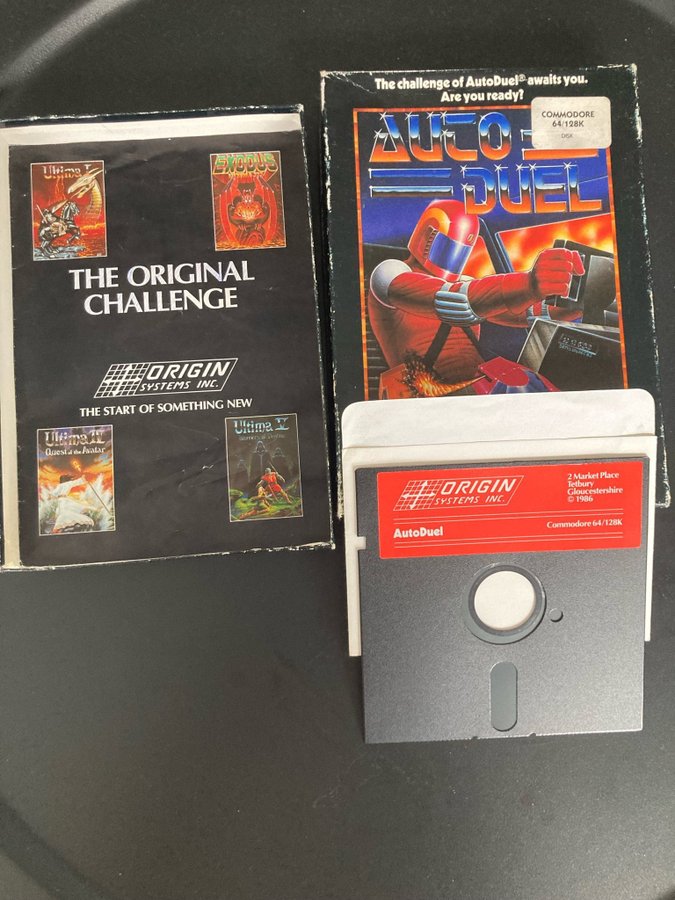 Ultima I
EXODUS
THE ORIGINAL
CHALLENGE
ORIGIN
SYSTEMS INC.
THE START OF SOMETHING NEW
Ultima IV
Quest of the Avatar
Ultima V
The challenge of AutoDuel® awaits you.
Are you ready?
COMMODORE
64/128K
DISK
AUTO
DUEL
ORIGIN
SYSTEMS INC.
2 Market Place
Tetbury
Gloucestershire
© 1986
AutoDuel
Commodore 64/128K